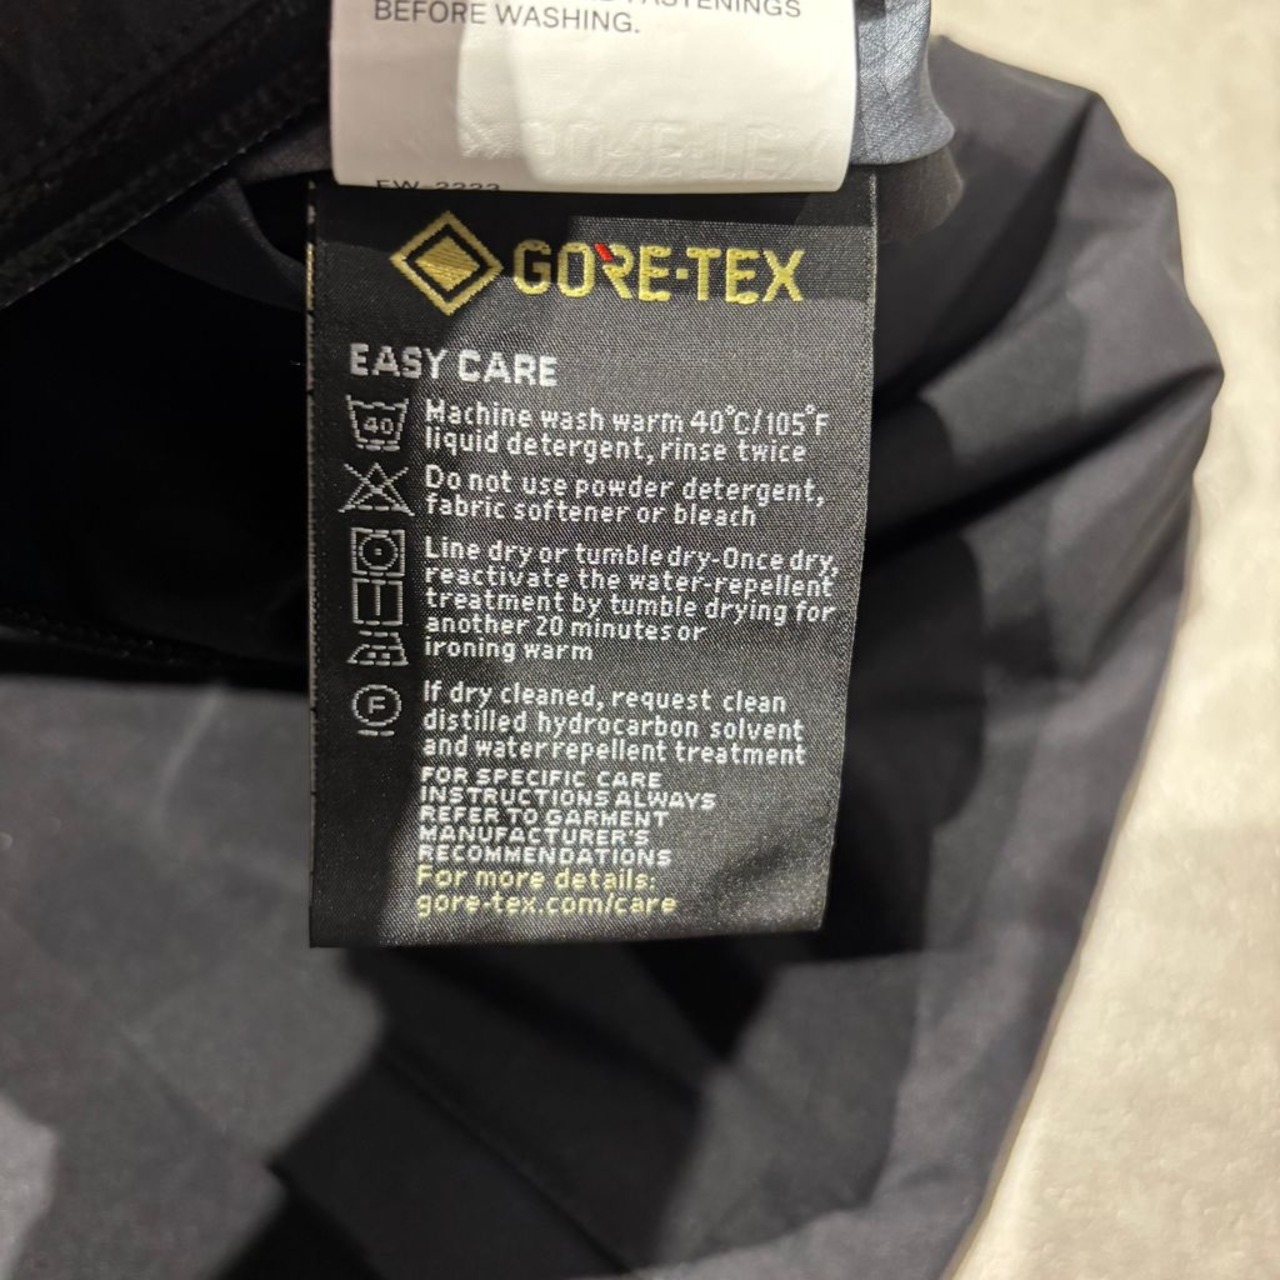 FASTENINGS
BEFORE WASHING.
GORE-TEX
EASY CARE
40
Machine wash warm 40°C/105°F
liquid detergent, rinse twice
Do not use powder detergent,
fabric softener or bleach
Line dry or tumble dry-Once dry,
reactivate the water-repellent
treatment by tumble drying for
another 20 minutes or
ironing warm
F
If dry cleaned, request clean
distilled hydrocarbon solvent
and water repellent treatment
FOR SPECIFIC CARE
INSTRUCTIONS ALWAYS
REFER TO GARMENT
MANUFACTURER'S
RECOMMENDATIONS
For more details:
gore-tex.com/care